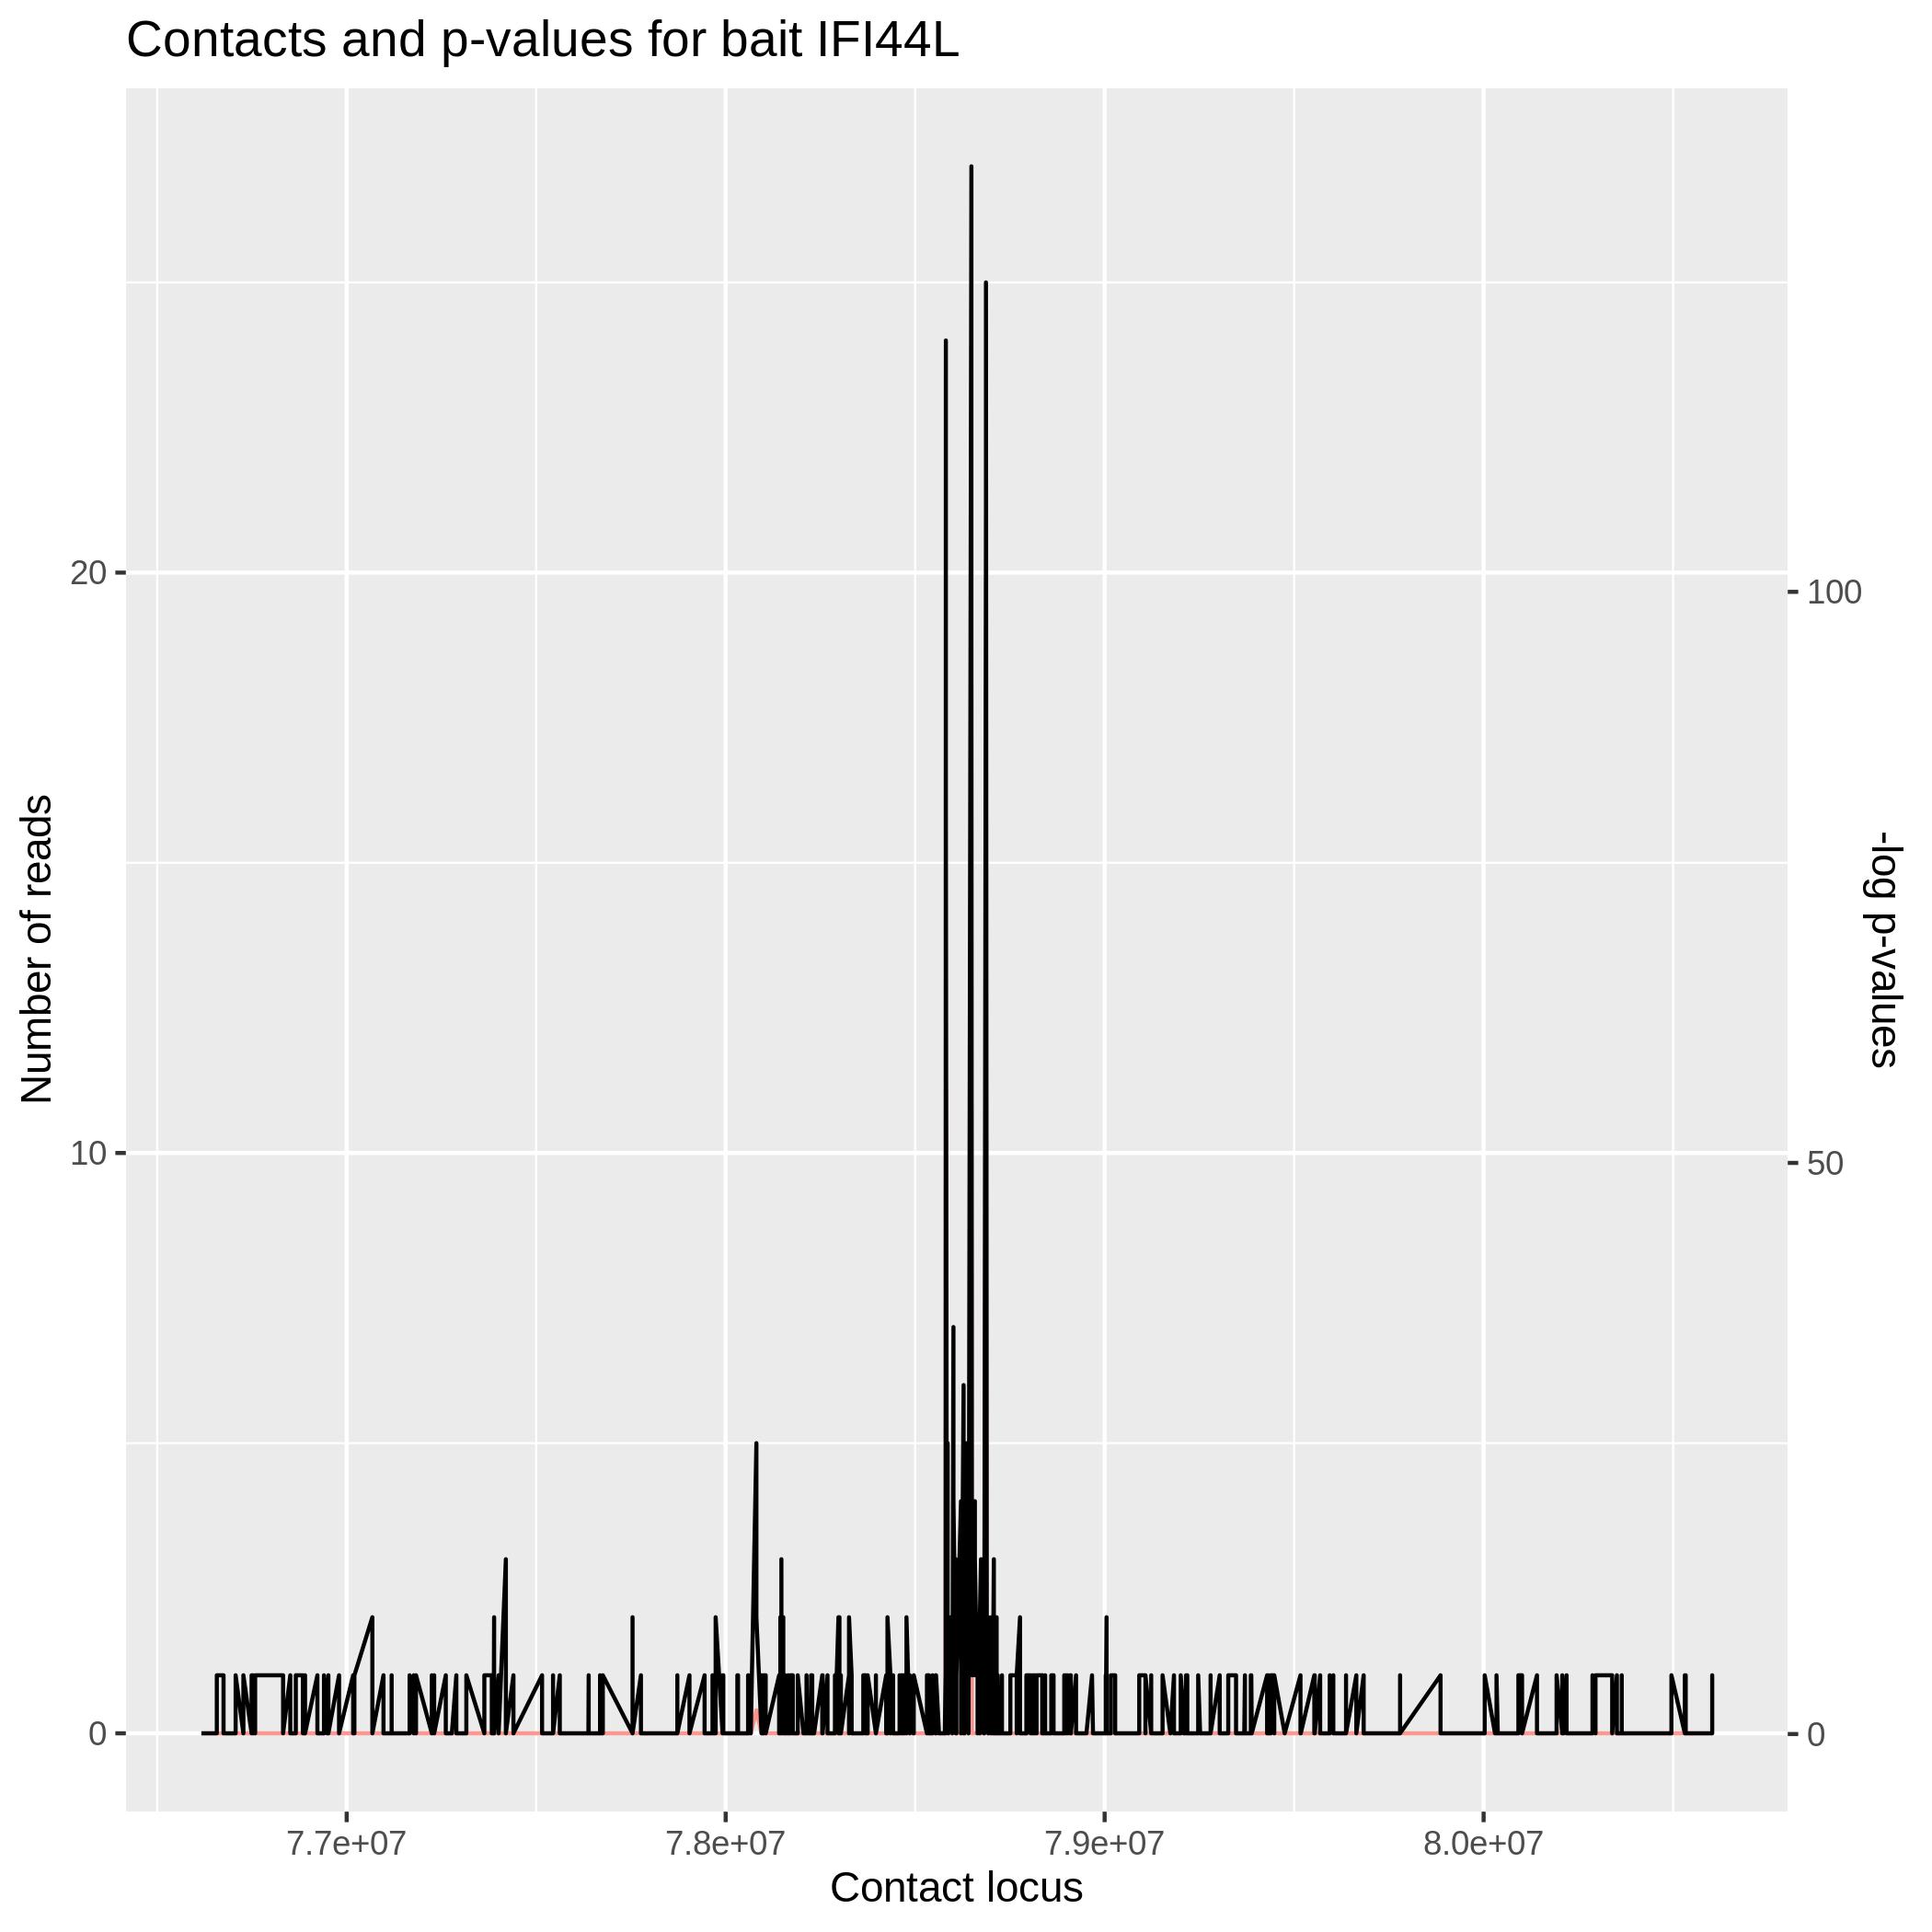 Contacts and p-values for bait IFI44L
20
10
0
Number of reads
100
50
0
-log p-values
7.7e+07
7.8e+07
7.9e+07
8.0e+07
Contact locus